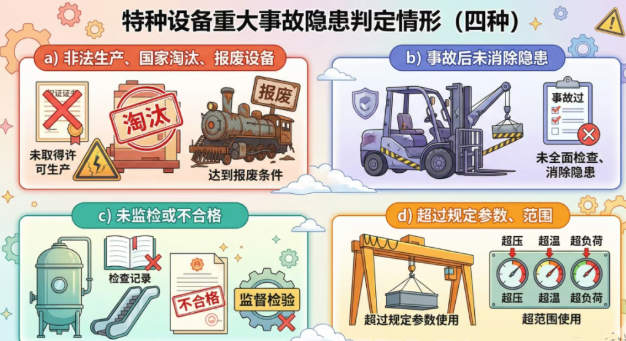 特种设备重大事故隐患判定情形（四种）
a) 非法生产、国家淘汰、报废设备
淘汰
报废
未取得许
可生产
达到报废条件
b) 事故后未消除隐患
事故过
未全面检查、
消除隐患
c) 未监检或不合格
检查记录
不合格
监督检验
d) 超过规定参数、范围
超过规定参数使用
超压 超温 超负荷
超压 超温 超负荷
超范围使用